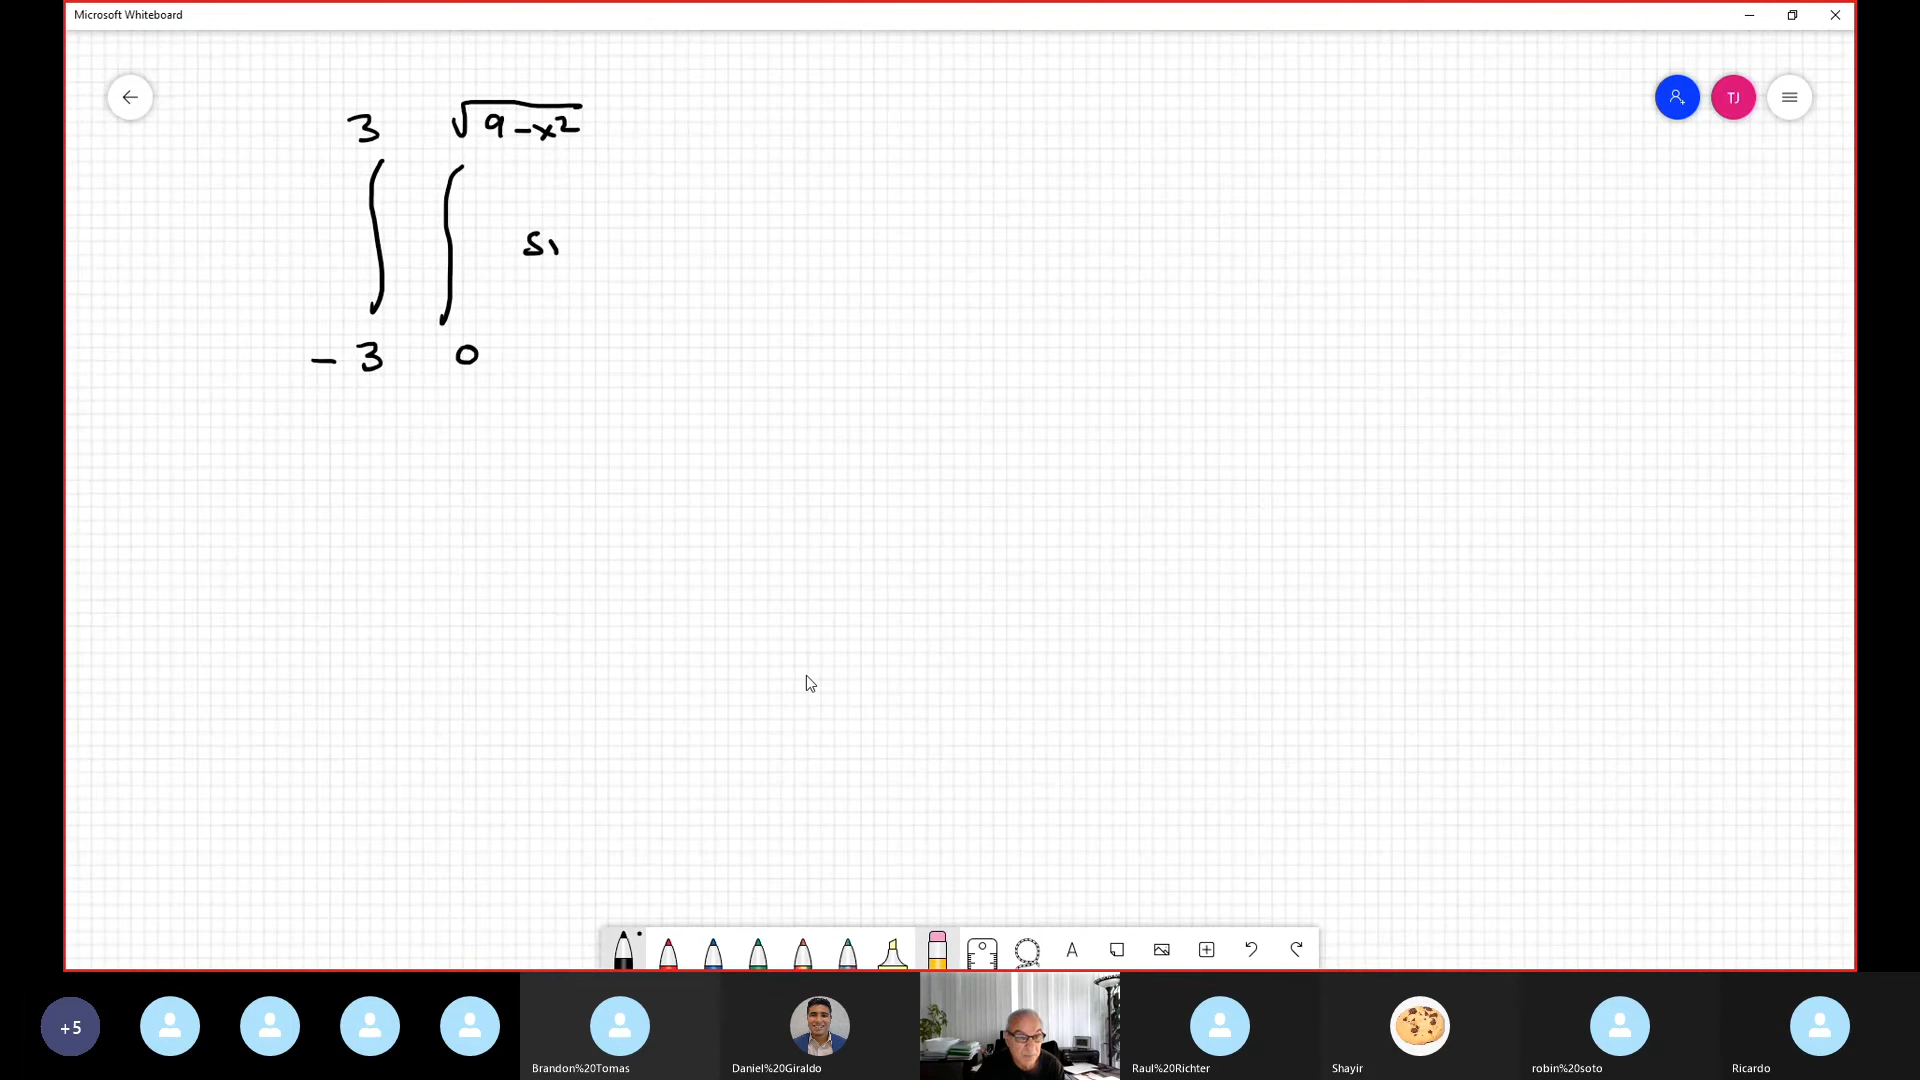 Microsoft Whiteboard
TJ
3 √9-x²
∫ ∫ si
-3 0
A
+5
Brandon%20Tomas
Daniel%20Giraldo
Raul%20Richter
Shayir
robin%20soto
Ricardo